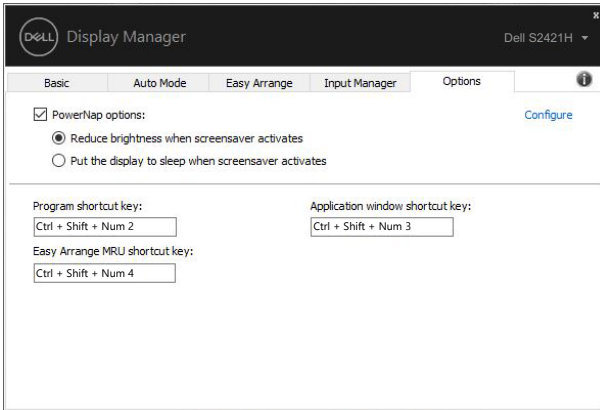 x
DELL Display Manager
Dell S2421H
Basic Auto Mode Easy Arrange Input Manager Options i
PowerNap options: Configure
Reduce brightness when screensaver activates
Put the display to sleep when screensaver activates
Program shortcut key: Application window shortcut key:
Ctrl + Shift + Num 2 Ctrl + Shift + Num 3
Easy Arrange MRU shortcut key:
Ctrl + Shift + Num 4